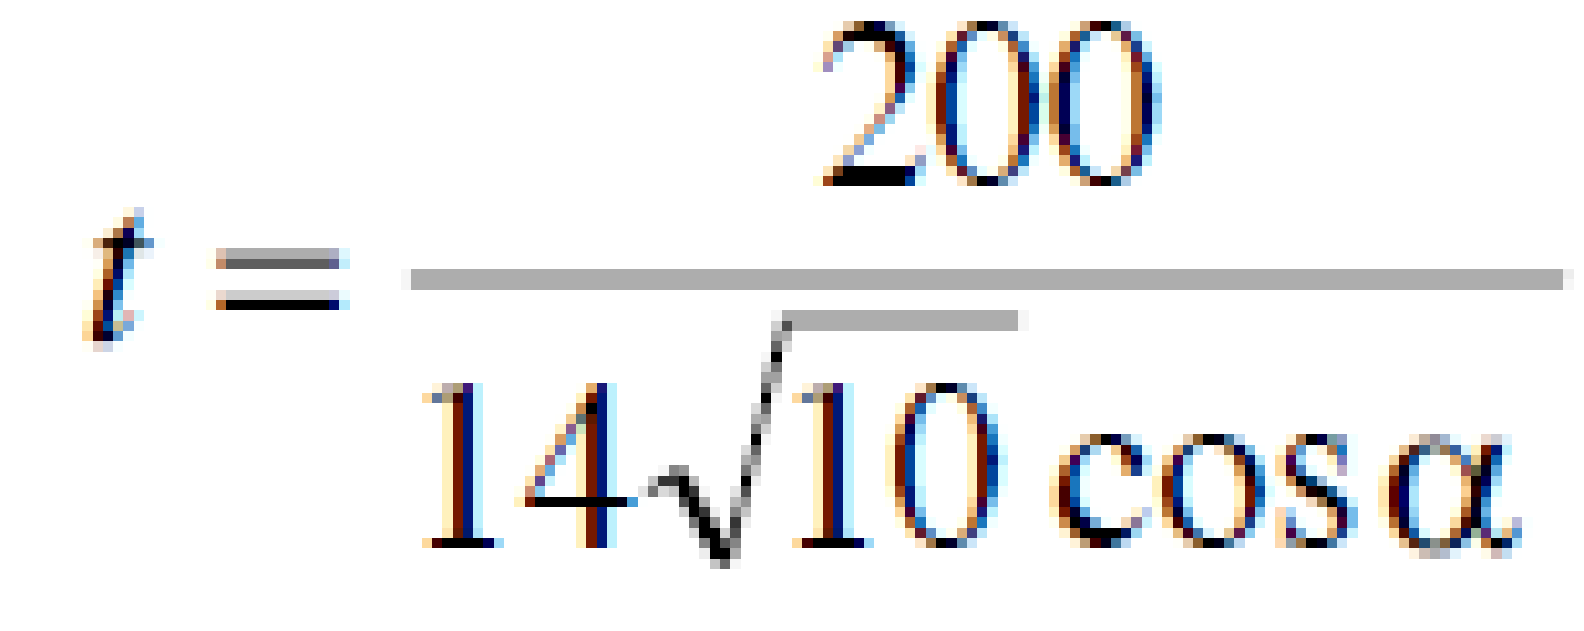 t = 200 / (14√10 cos α)